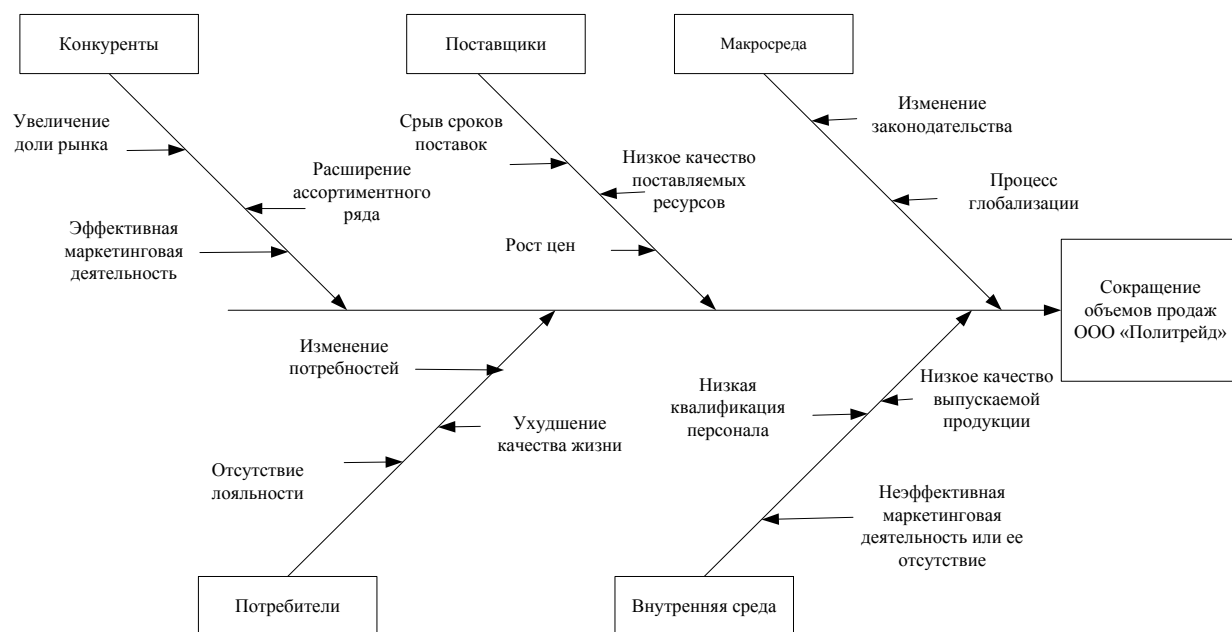 Конкуренты
Поставщики
Макросреда
Увеличение
доли рынка
Расширение
ассортиментного
ряда
Эффективная
маркетинговая
деятельность
Срыв сроков
поставок
Низкое качество
поставляемых
ресурсов
Рост цен
Изменение
законодательства
Процесс
глобализации
Сокращение
объемов продаж
ООО «Политрейд»
Изменение
потребностей
Ухудшение
качества жизни
Отсутствие
лояльности
Низкая
квалификация
персонала
Низкое качество
выпускаемой
продукции
Неэффективная
маркетинговая
деятельность или ее
отсутствие
Потребители
Внутренняя среда